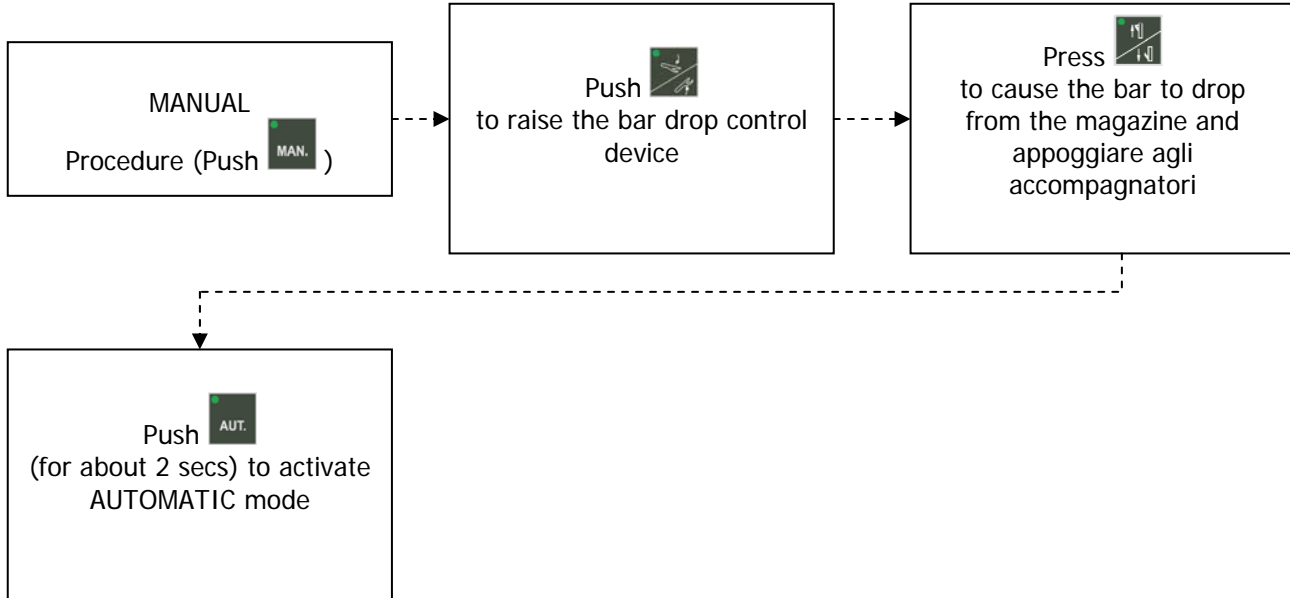 MANUAL
Procedure (Push MAN. )
Push
to raise the bar drop control
device
Press
to cause the bar to drop
from the magazine and
appoggiare agli
accompagnatori
Push AUT.
(for about 2 secs) to activate
AUTOMATIC mode